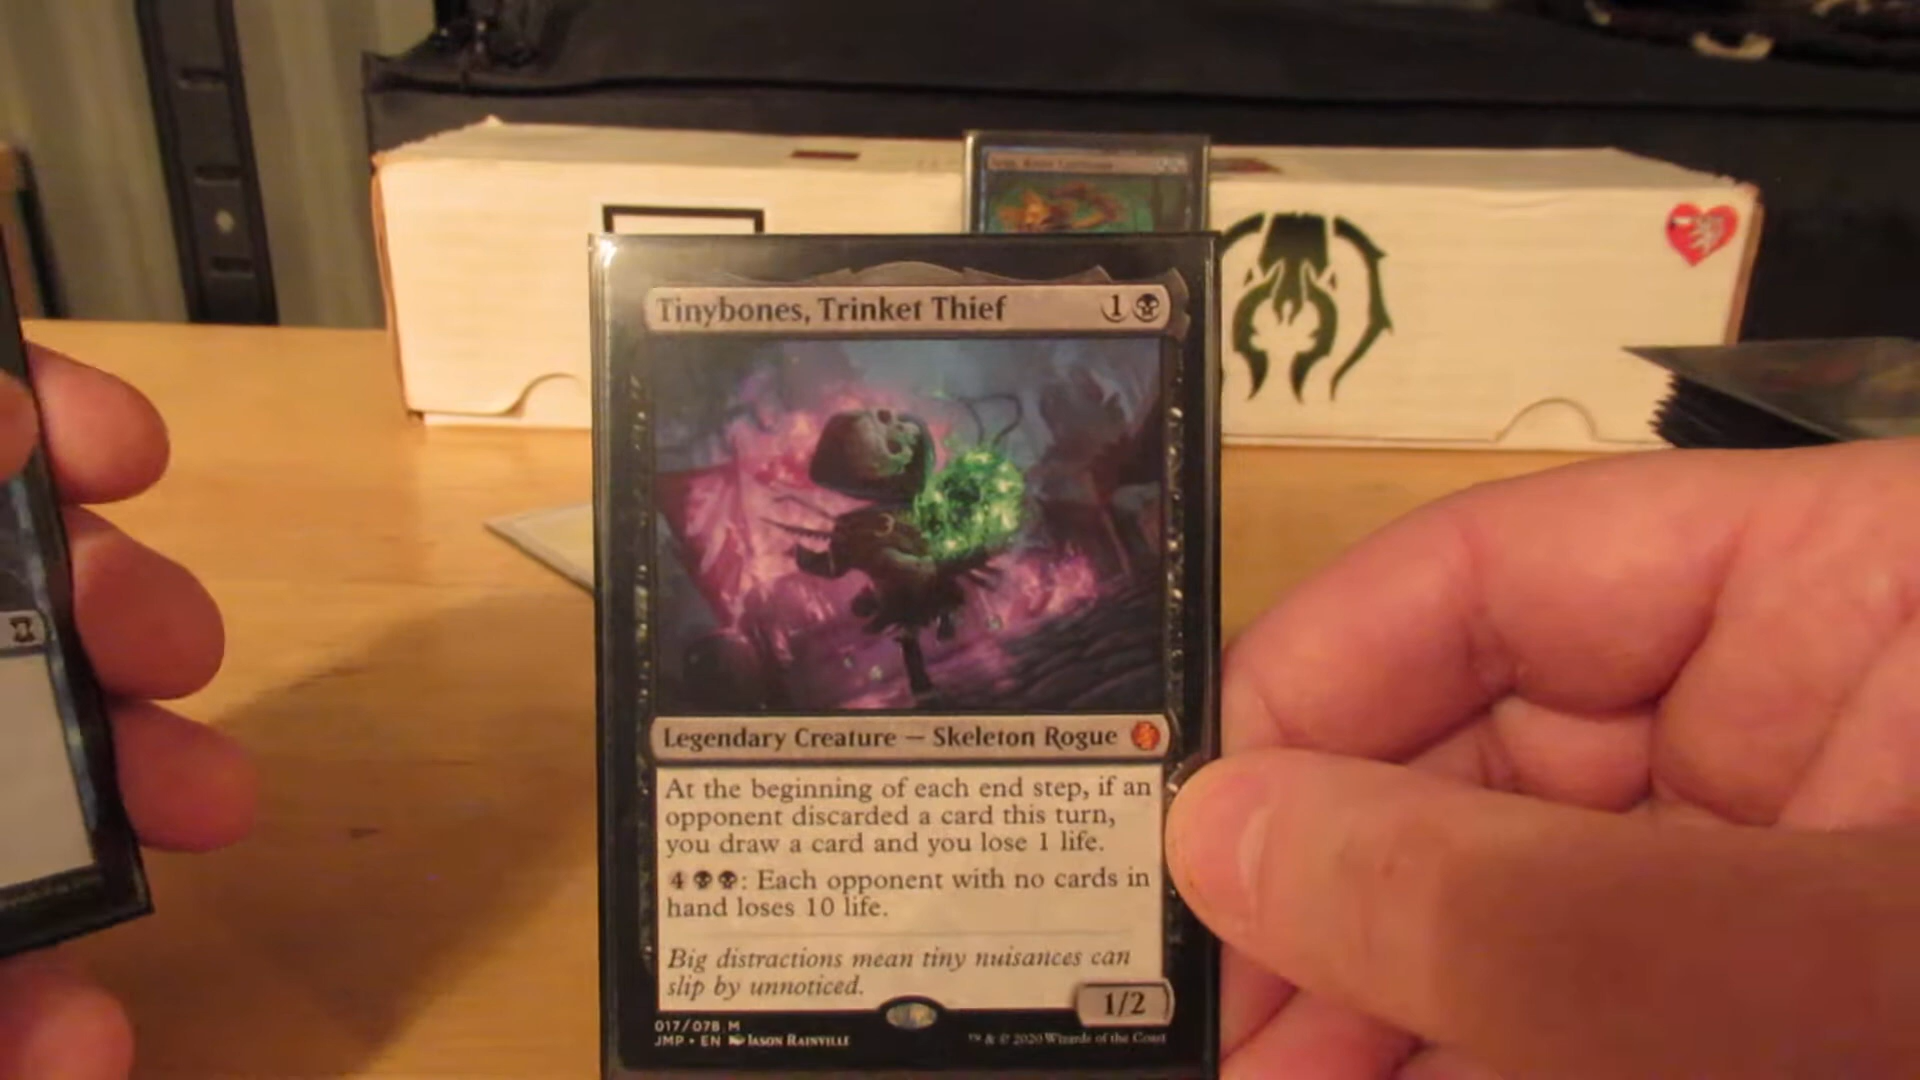 Tinybones, Trinket Thief 1
Legendary Creature — Skeleton Rogue
At the beginning of each end step, if an
opponent discarded a card this turn,
you draw a card and you lose 1 life.
4: Each opponent with no cards in
hand loses 10 life.
Big distractions mean tiny nuisances can
slip by unnoticed.
1/2
017/078 M
JMP • EN Jason Rainville
™ & © 2020 Wizards of the Coast